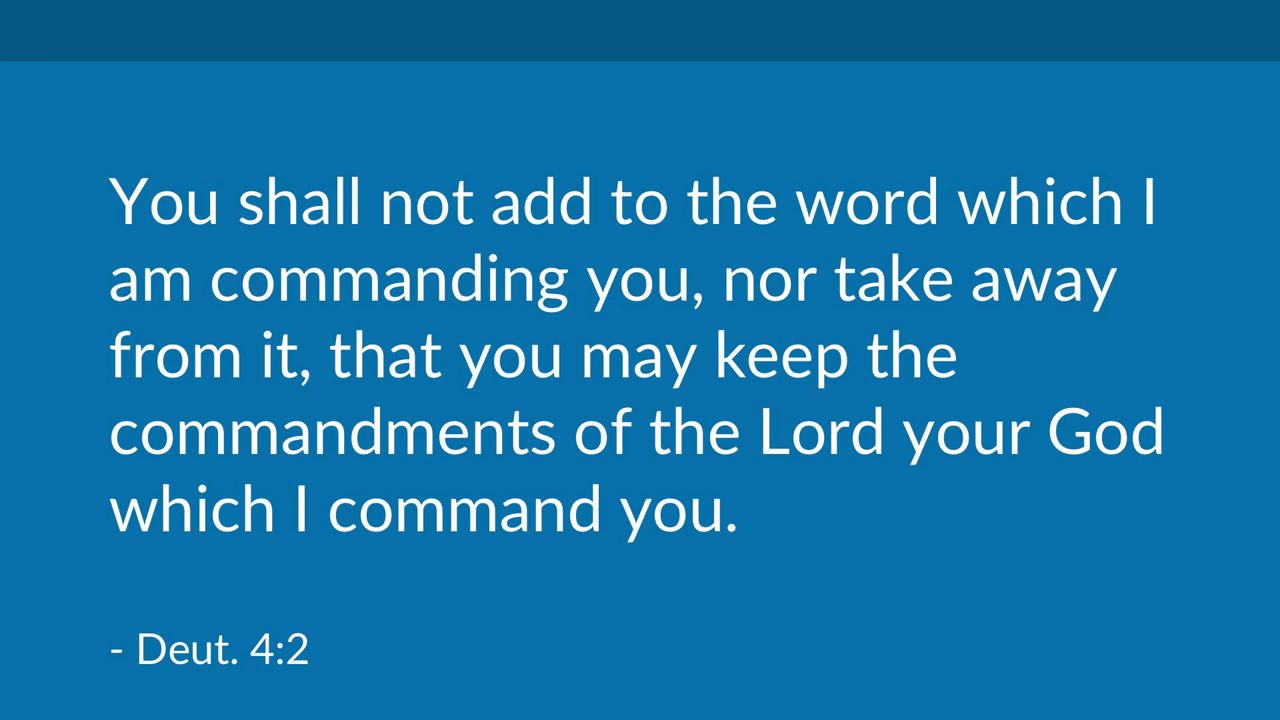 You shall not add to the word which I
am commanding you, nor take away
from it, that you may keep the
commandments of the Lord your God
which I command you.
- Deut. 4:2